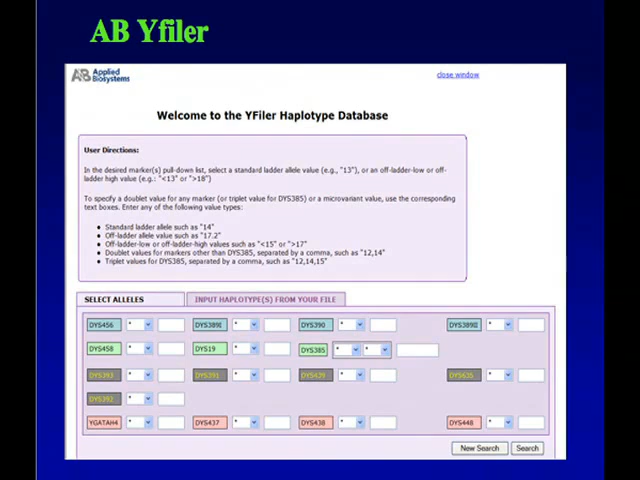 AB Yfiler
AB Applied Biosystems
close window
Welcome to the YFiler Haplotype Database
User Directions:
In the desired marker(s) pull-down list, select a standard ladder allele value (e.g., "13"), or an off-ladder-low or off-
ladder high value (e.g.: "<13" or ">18")
To specify a doublet value for any marker (or triplet value for DYS385) or a microvariant value, use the corresponding
text boxes. Enter any of the following value types:
• Standard ladder allele such as "14"
• Off-ladder allele value such as "17.2"
• Off-ladder-low or off-ladder-high values such as "<15" or ">17"
• Doublet values for markers other than DYS385, separated by a comma, such as "12,14"
• Triplet values for DYS385, separated by a comma, such as "12,14,15"
SELECT ALLELES INPUT HAPLOTYPE(S) FROM YOUR FILE
DYS456 * DYS389I * DYS390 * DYS389II *
DYS458 * DYS19 * DYS385 * *
DYS393 * DYS391 * DYS439 * DYS635 *
DYS392 *
YGATAH4 * DYS437 * DYS438 * DYS448 *
New Search Search